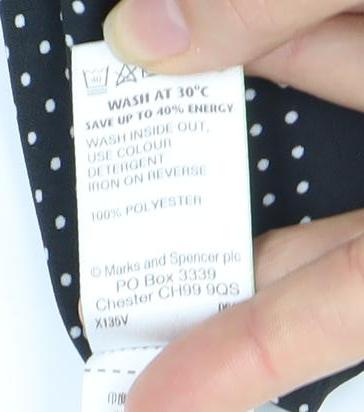 40
WASH AT 30°C
SAVE UP TO 40% ENERGY
WASH INSIDE OUT,
USE COLOUR
DETERGENT
IRON ON REVERSE
100% POLYESTER
© Marks and Spencer plc
PO Box 3339
Chester CH99 9QS
X135V